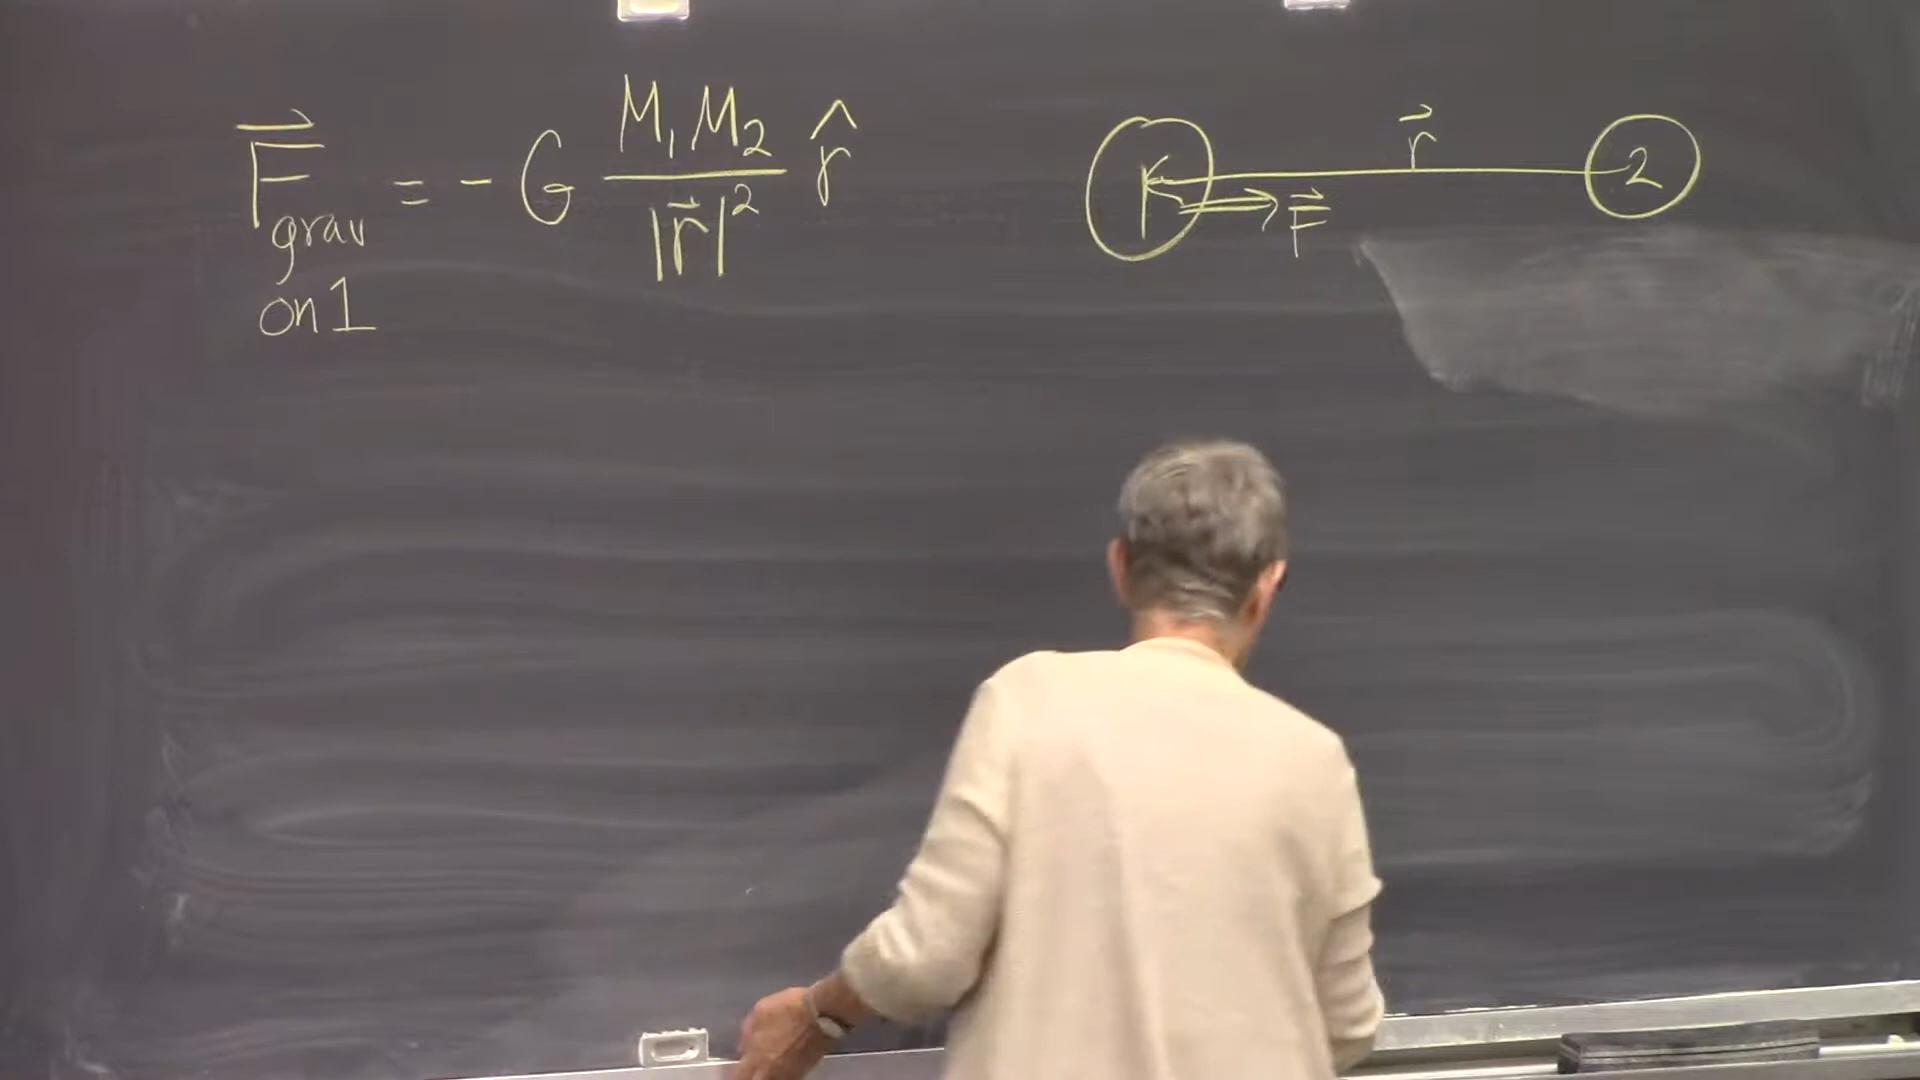 F⃗ grav on 1 = - G M₁M₂ / |r⃗|² r̂
1 r⃗ 2
F⃗